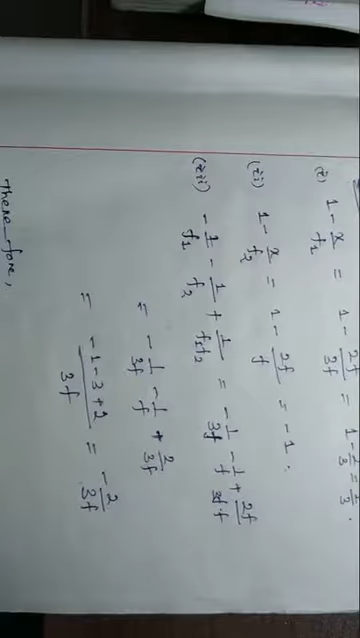 (i) 1 - x/f₁ = 1 - 2f/3f = 1 - 2/3 = 1/3.
(ii) 1 - x/f₂ = 1 - 2f/f = -1.
(iii) -1/f₁ - 1/f₂ + 1/f₁f₂ = -1/3f - 1/f + 2f/3f·f
= -1/3f - 1/f + 2/3f
= -1-3+2/3f = -2/3f
Therefore,